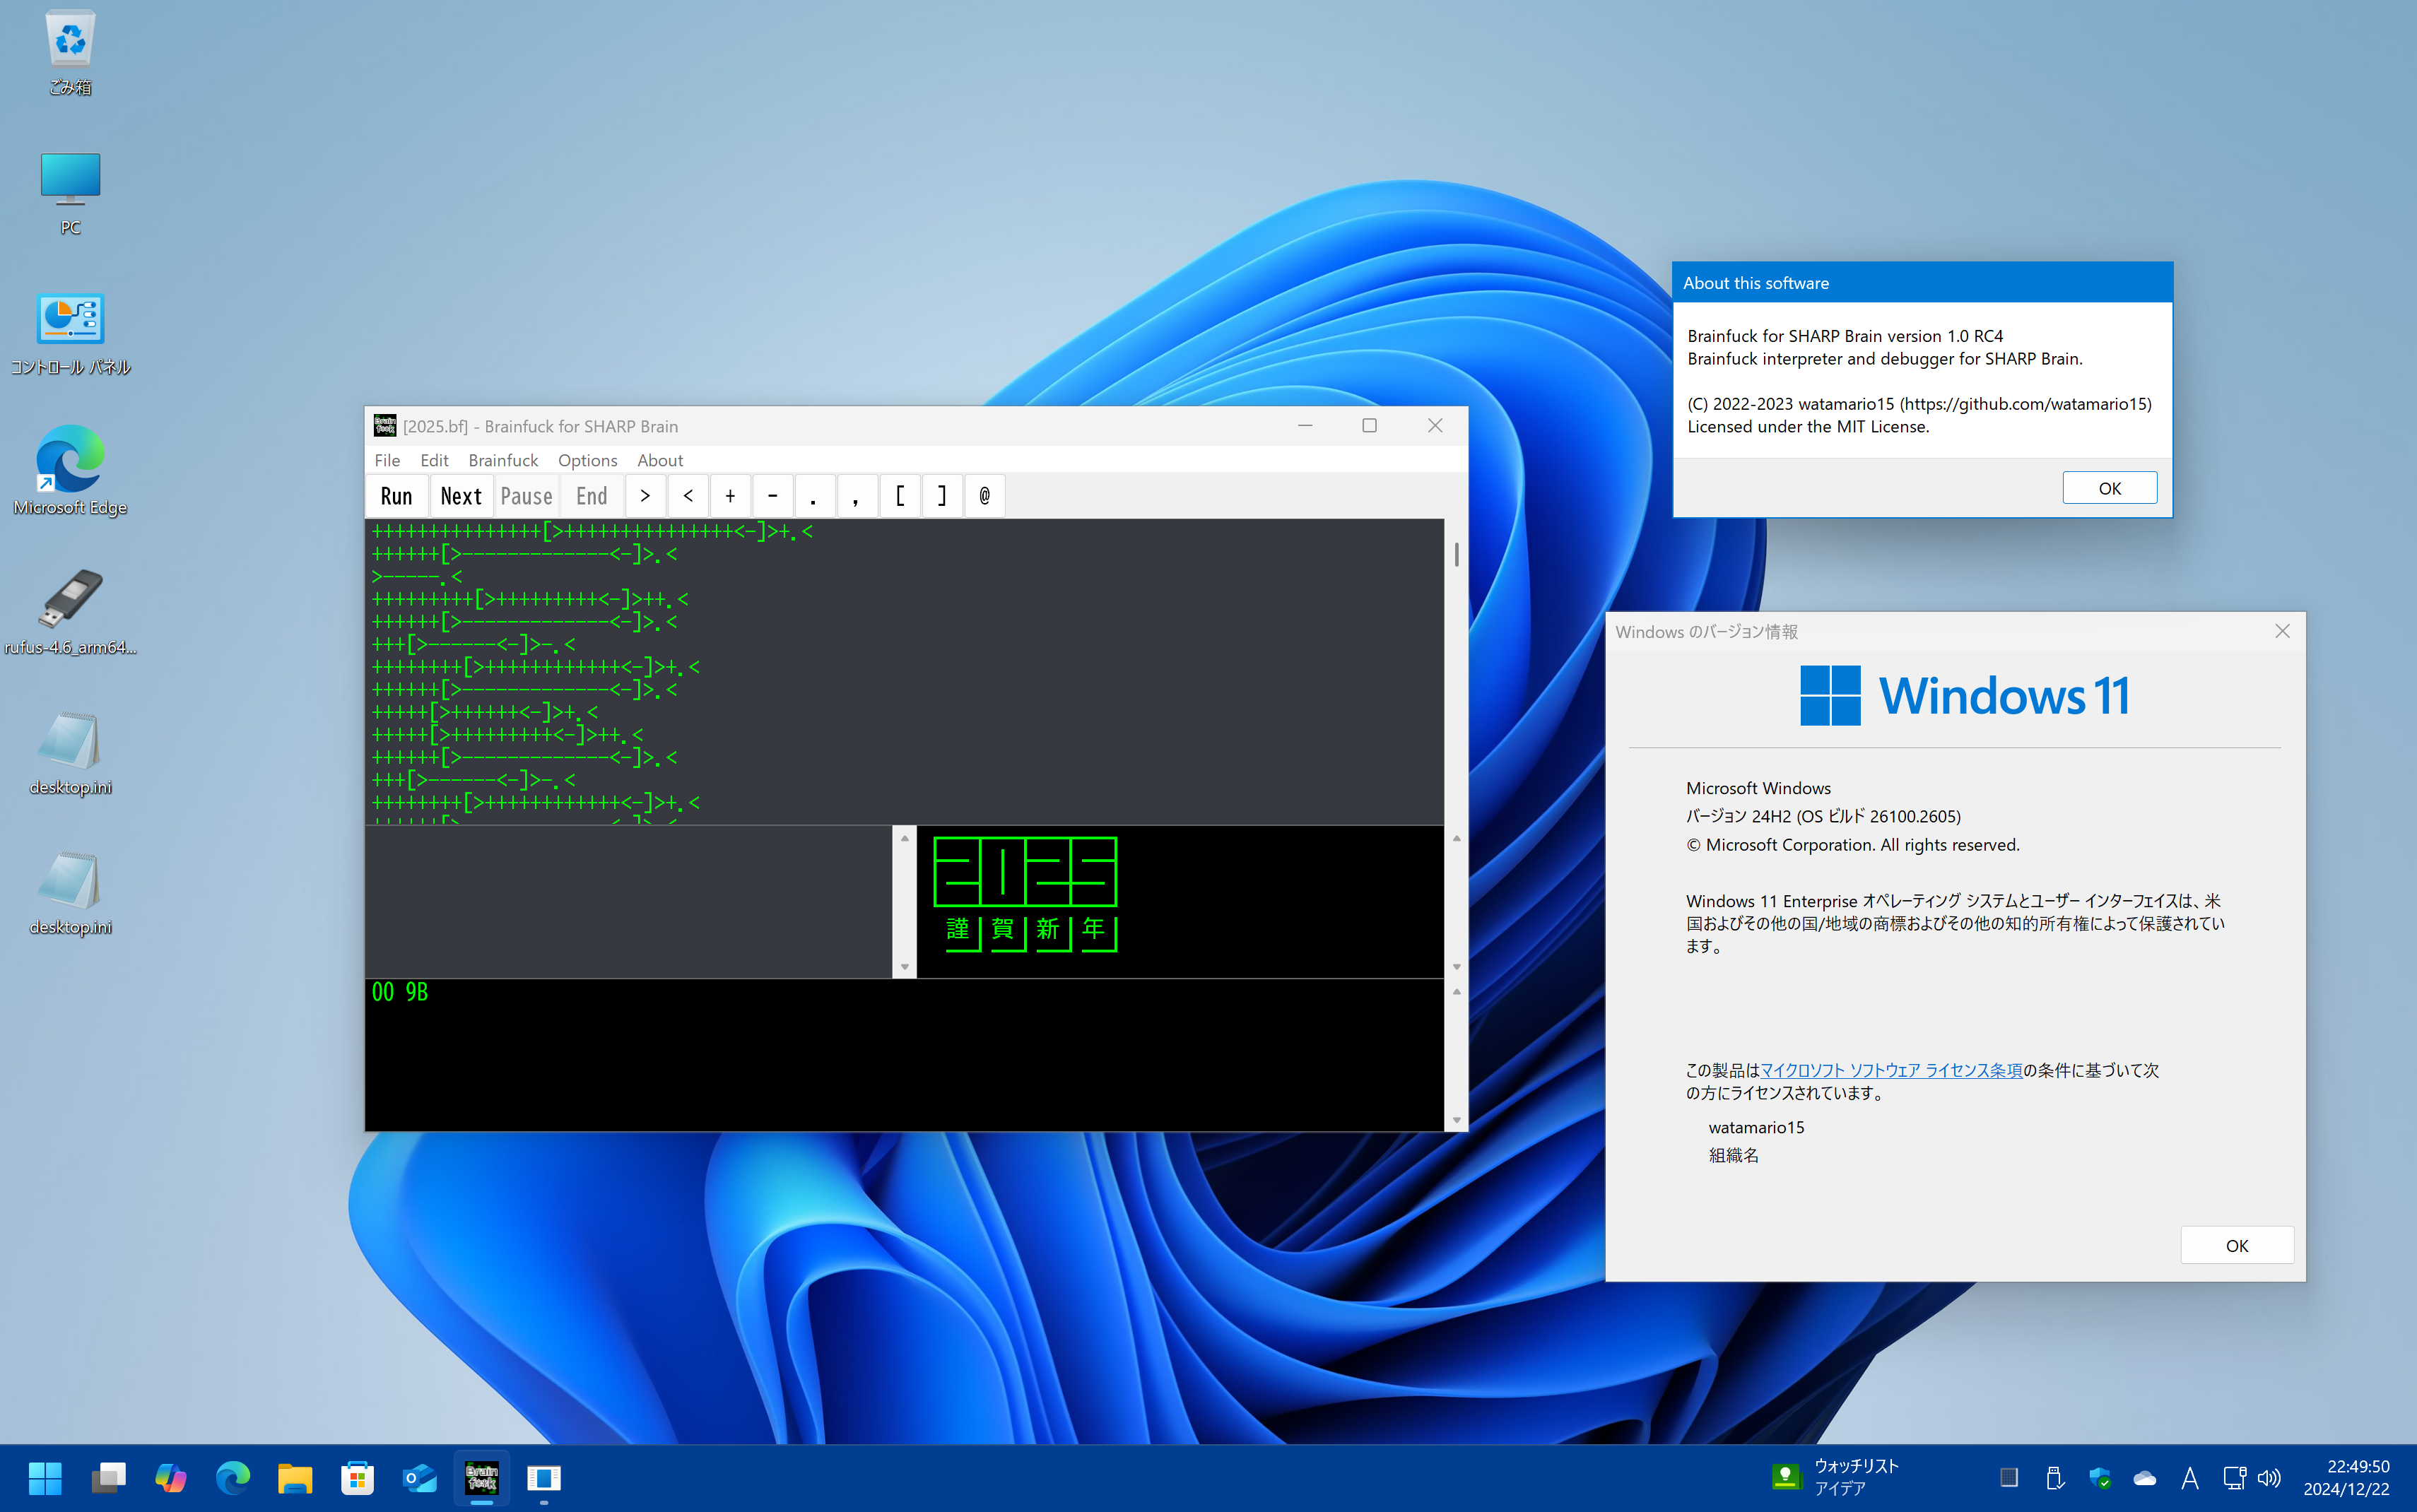 ごみ箱
PC
コントロール パネル
Microsoft Edge
rufus-4.6_arm64...
desktop.ini
desktop.ini
[2025.bf] - Brainfuck for SHARP Brain
File Edit Brainfuck Options About
Run Next Pause End > < + - . , [ ] @
+++++++++++++++[>+++++++++++++++<-]>+.<
++++++[>-------------<-]>.<
>-----.<
+++++++++[>+++++++++<-]>++.<
++++++[>-------------<-]>.<
+++[>------<-]>-.<
++++++++[>++++++++++++<-]>+.<
++++++[>-------------<-]>.<
+++++[>++++++<-]>+.<
+++++[>+++++++++<-]>++.<
++++++[>-------------<-]>.<
+++[>------<-]>-.<
++++++++[>++++++++++++<-]>+.<
謹 賀 新 年
00 9B
About this software
Brainfuck for SHARP Brain version 1.0 RC4
Brainfuck interpreter and debugger for SHARP Brain.
(C) 2022-2023 watamario15 (https://github.com/watamario15)
Licensed under the MIT License.
OK
Windows のバージョン情報
Windows 11
Microsoft Windows
バージョン 24H2 (OS ビルド 26100.2605)
© Microsoft Corporation. All rights reserved.
Windows 11 Enterprise オペレーティング システムとユーザー インターフェイスは、米
国およびその他の国/地域の商標およびその他の知的所有権によって保護されてい
ます。
この製品はマイクロソフト ソフトウェア ライセンス条項の条件に基づいて次
の方にライセンスされています。
watamario15
組織名
OK
Brain
fuck
ウォッチリスト
アイデア
A
22:49:50
2024/12/22